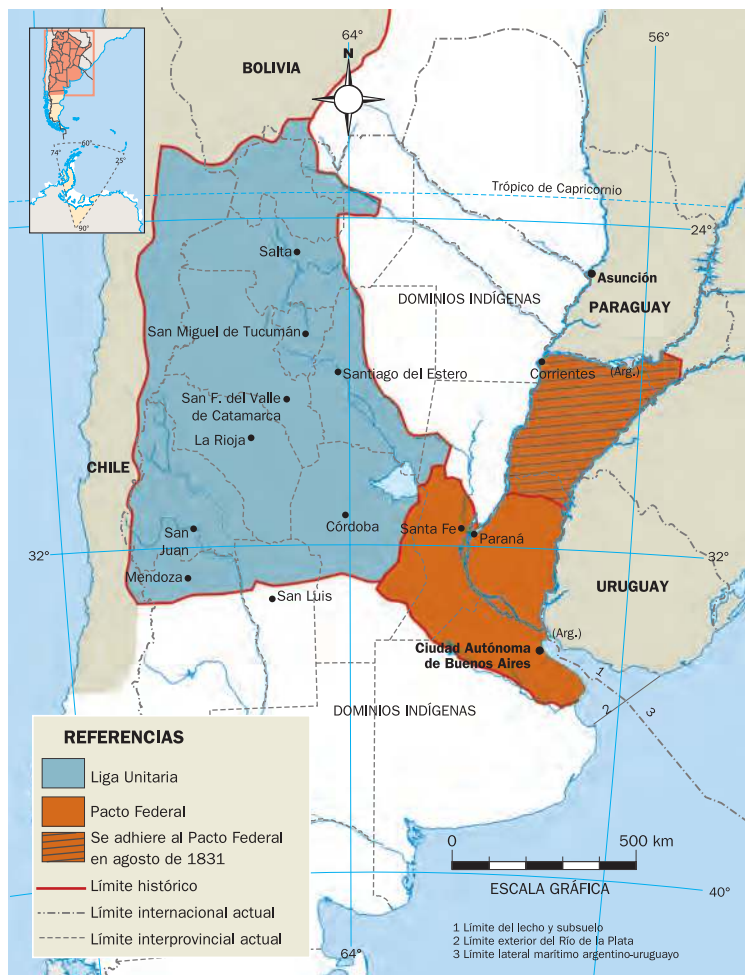 64°
56°
N
BOLIVIA
60°
74°
25°
90°
Trópico de Capricornio
24°
Salta
Asunción
DOMINIOS INDÍGENAS
PARAGUAY
San Miguel de Tucumán
Corrientes
(Arg.)
Santiago del Estero
San F. del Valle
de Catamarca
La Rioja
CHILE
Córdoba
Santa Fe
Paraná
San
Juan
32°
32°
Mendoza
URUGUAY
San Luis
(Arg.)
Ciudad Autónoma
de Buenos Aires
1
2
3
DOMINIOS INDÍGENAS
REFERENCIAS
Liga Unitaria
Pacto Federal
Se adhiere al Pacto Federal
en agosto de 1831
Límite histórico
Límite internacional actual
Límite interprovincial actual
0
500 km
ESCALA GRÁFICA
40°
1 Límite del lecho y subsuelo
2 Límite exterior del Río de la Plata
3 Límite lateral marítimo argentino-uruguayo
64°